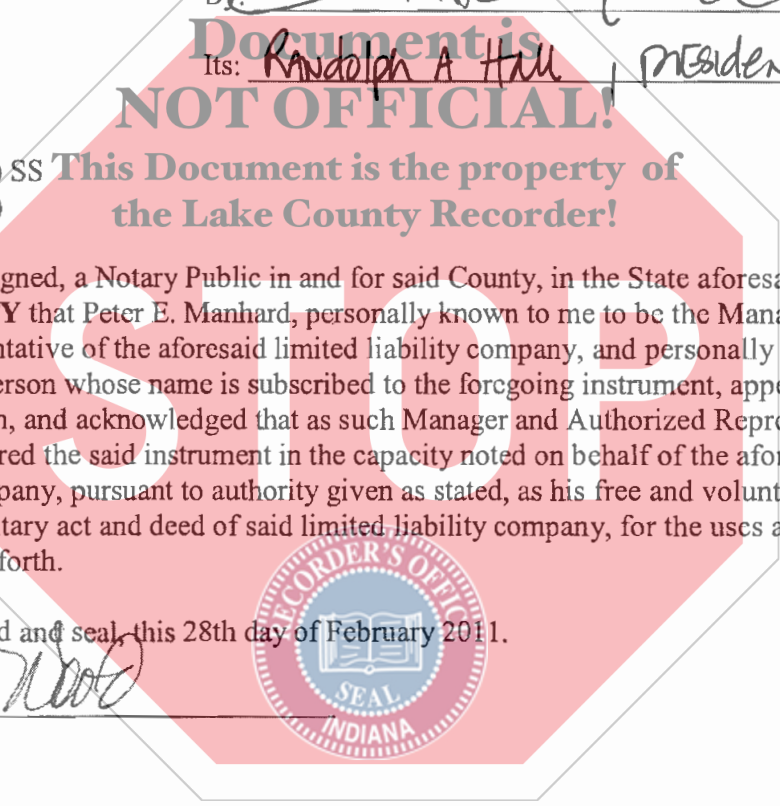 Document is
Its: Randolph A Hall, president
NOT OFFICIAL!
) SS This Document is the property of
)
the Lake County Recorder!
igned, a Notary Public in and for said County, in the State aforesa
Y that Peter E. Manhard, personally known to me to be the Mana
ntative of the aforesaid limited liability company, and personally
erson whose name is subscribed to the foregoing instrument, appe
n, and acknowledged that as such Manager and Authorized Repr
red the said instrument in the capacity noted on behalf of the afor
pany, pursuant to authority given as stated, as his free and volunt
tary act and deed of said limited liability company, for the uses a
forth.
STOP
d and seal, this 28th day of February 2011.
RECORDER'S OFFIC
SEAL
INDIANA